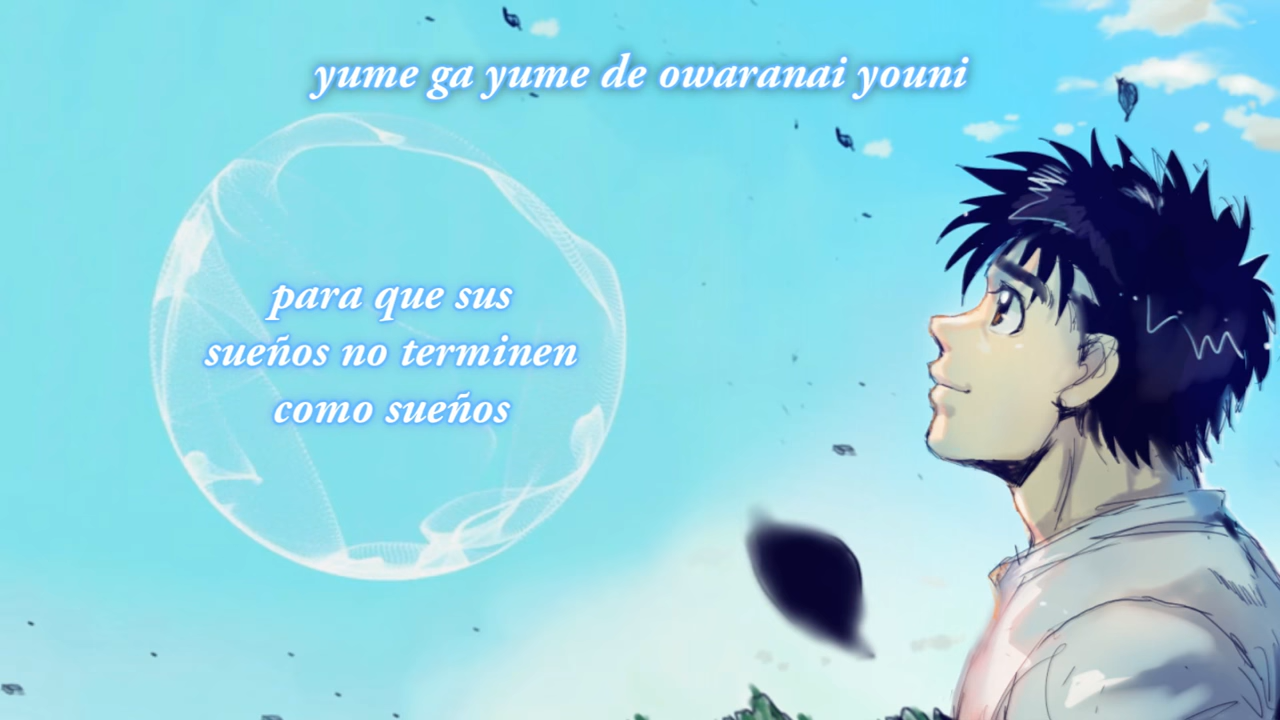 yume ga yume de owaranai youni
para que sus
sueños no terminen
como sueños